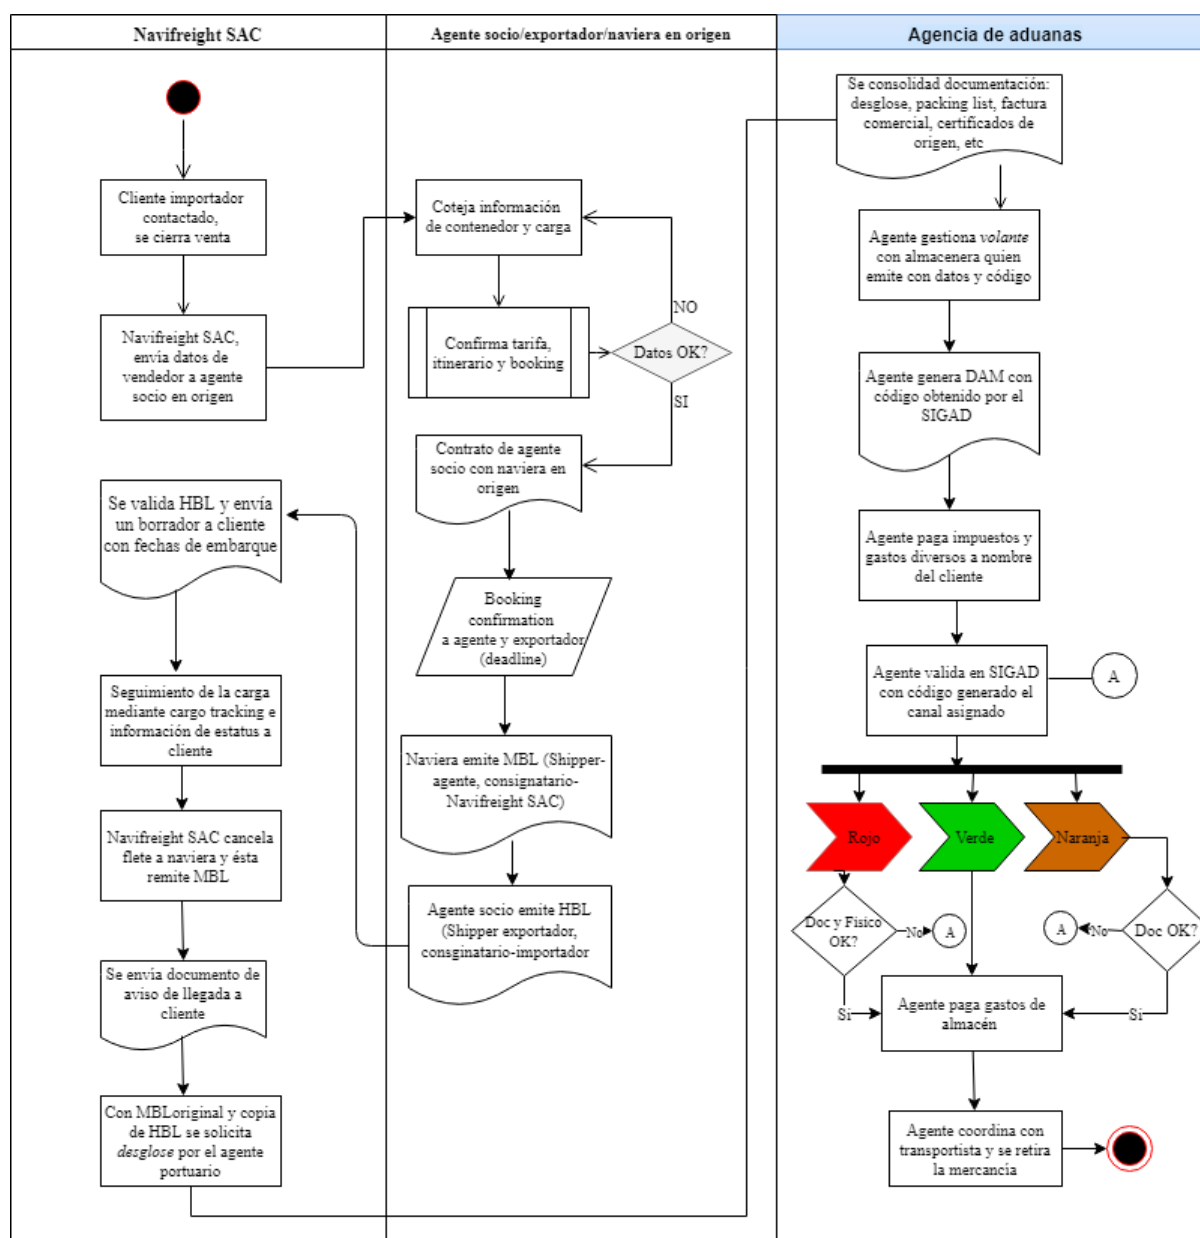 Navifreight SAC
Agente socio/exportador/naviera en origen
Agencia de aduanas
Cliente importador
contactado,
se cierra venta
Navifreight SAC,
envía datos de
vendedor a agente
socio en origen
Se valida HBL y envía
un borrador a cliente
con fechas de embarque
Seguimiento de la carga
mediante cargo tracking e
información de estatus a
cliente
Navifreight SAC cancela
flete a naviera y ésta
remite MBL
Se envía documento de
aviso de llegada a
cliente
Con MBLoriginal y copia
de HBL se solicita
desglose por el agente
portuario
Coteja información
de contenedor y carga
Confirma tarifa,
itinerario y booking
Datos OK?
NO
SI
Contrato de agente
socio con naviera en
origen
Booking
confirmation
a agente y exportador
(deadline)
Naviera emite MBL (Shipper-
agente, consignatario-
Navifreight SAC)
Agente socio emite HBL
(Shipper exportador,
consginatario-importador
Se consolidad documentación:
desglose, packing list, factura
comercial, certificados de
origen, etc
Agente gestiona volante
con almacenera quien
emite con datos y código
Agente genera DAM con
código obtenido por el
SIGAD
Agente paga impuestos y
gastos diversos a nombre
del cliente
Agente valida en SIGAD
con código generado el
canal asignado
A
Rojo
Verde
Naranja
Doc y Físico
OK?
No
A
A
No
Doc OK?
Si
Si
Agente paga gastos de
almacén
Agente coordina con
transportista y se retira
la mercancía